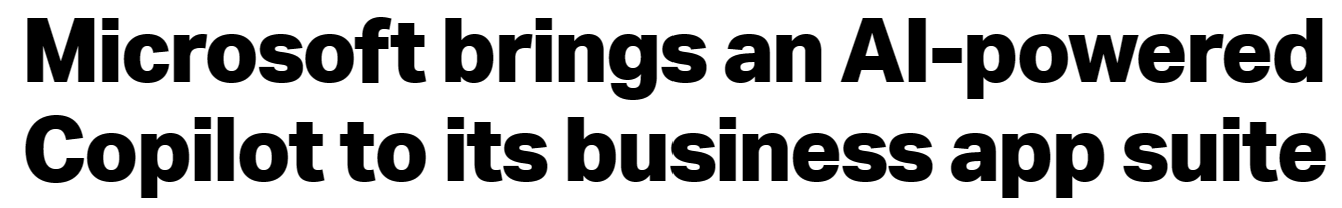 Microsoft brings an AI-powered
Copilot to its business app suite